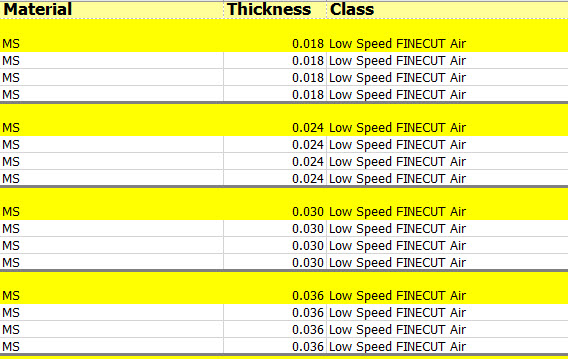 Material Thickness Class
MS 0.018 Low Speed FINECUT Air
MS 0.018 Low Speed FINECUT Air
MS 0.018 Low Speed FINECUT Air
MS 0.018 Low Speed FINECUT Air
MS 0.024 Low Speed FINECUT Air
MS 0.024 Low Speed FINECUT Air
MS 0.024 Low Speed FINECUT Air
MS 0.024 Low Speed FINECUT Air
MS 0.030 Low Speed FINECUT Air
MS 0.030 Low Speed FINECUT Air
MS 0.030 Low Speed FINECUT Air
MS 0.030 Low Speed FINECUT Air
MS 0.036 Low Speed FINECUT Air
MS 0.036 Low Speed FINECUT Air
MS 0.036 Low Speed FINECUT Air
MS 0.036 Low Speed FINECUT Air